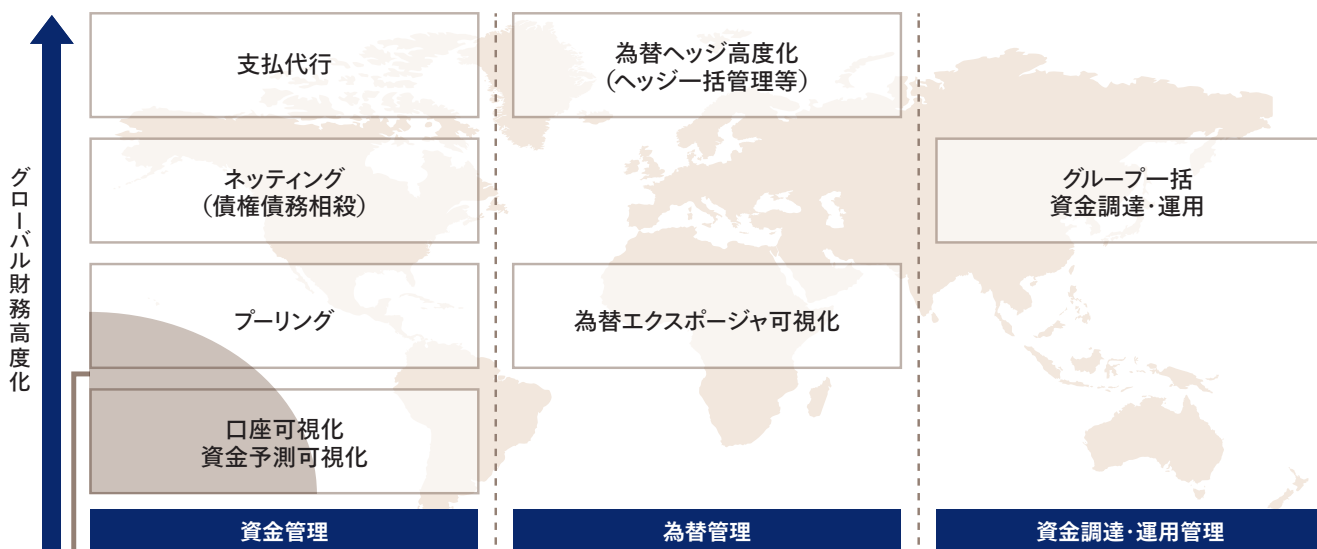 グローバル財務高度化
支払代行
ネッティング
（債権債務相殺）
プーリング
口座可視化
資金予測可視化
資金管理
為替ヘッジ高度化
（ヘッジ一括管理等）
為替エクスポージャ可視化
為替管理
グループ一括
資金調達・運用
資金調達・運用管理